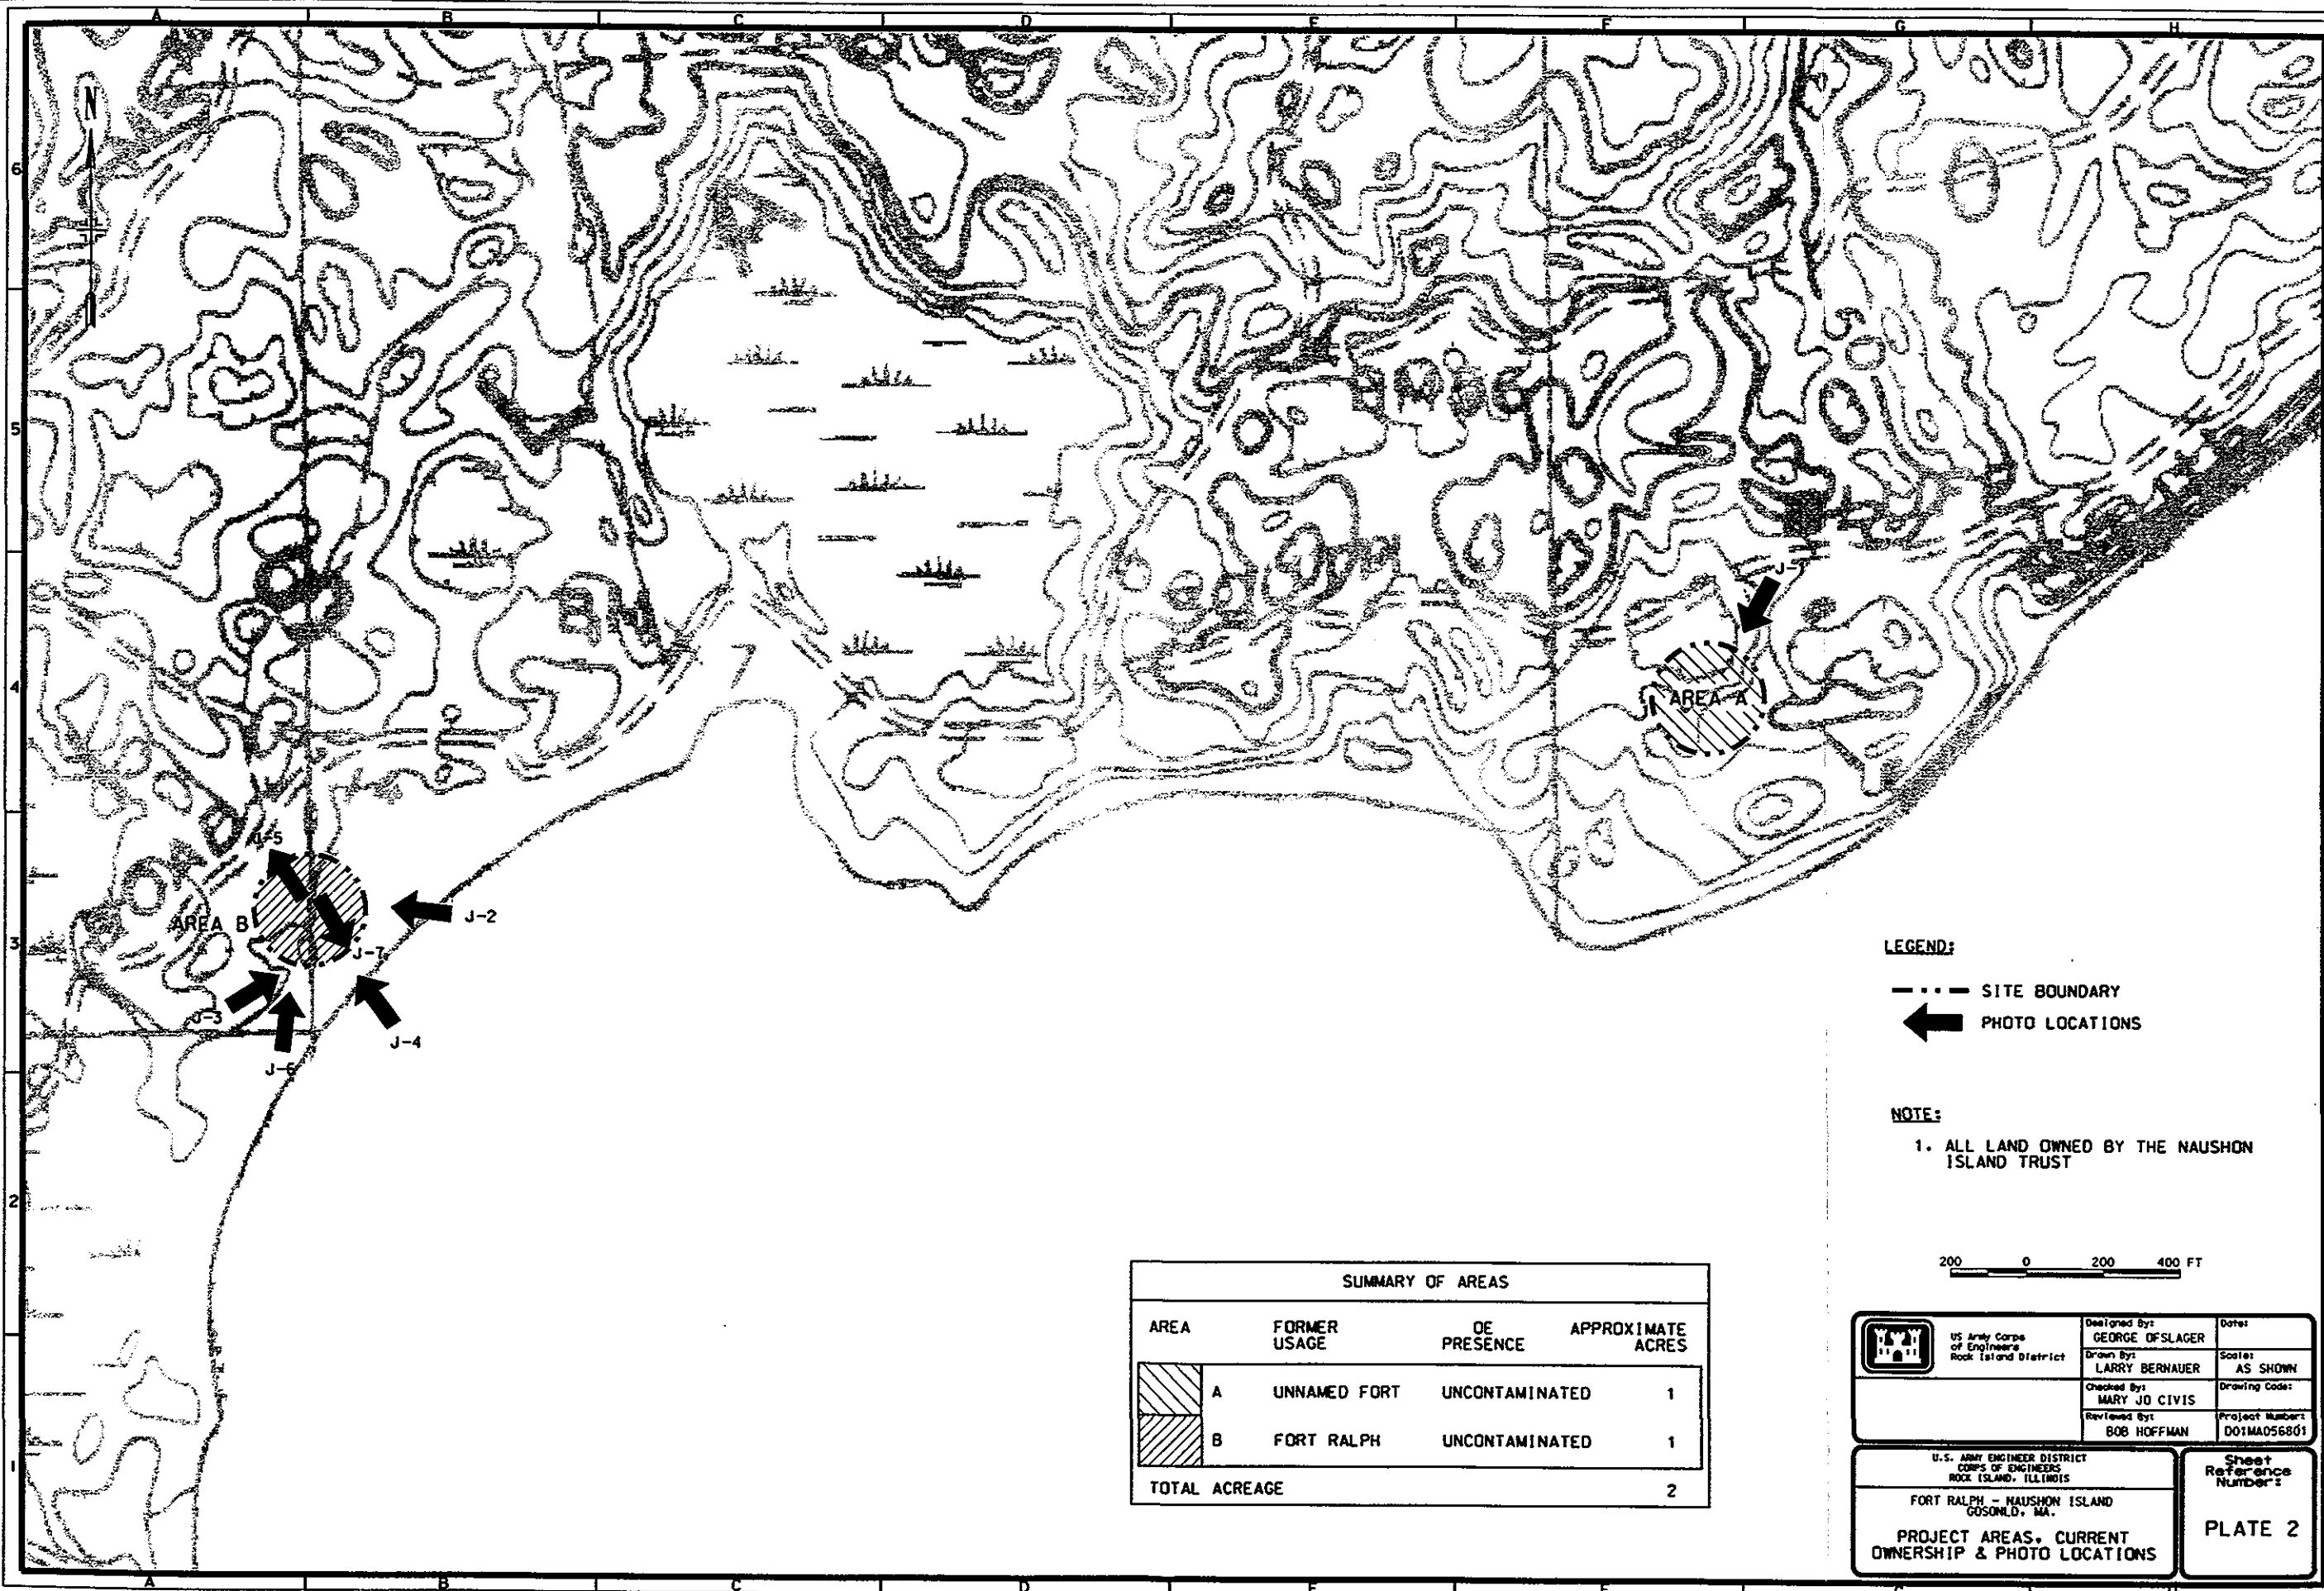 A B C D E F G H
N
6
5
4
3
2
1
7
AREA A
J-5
AREA B
J-2
J-7
J-3
J-4
J-6
LEGEND:
SITE BOUNDARY
PHOTO LOCATIONS
NOTE:
1. ALL LAND OWNED BY THE NAUSHON
ISLAND TRUST
200 0 200 400 FT
SUMMARY OF AREAS
AREA FORMER USAGE OE PRESENCE APPROXIMATE ACRES
A UNNAMED FORT UNCONTAMINATED 1
B FORT RALPH UNCONTAMINATED 1
TOTAL ACREAGE 2
US Army Corps
of Engineers
Rock Island District
Designed By:
GEORGE OFSLAGER
Date:
Drawn By:
LARRY BERNAUER
Scale:
AS SHOWN
Checked By:
MARY JO CIVIS
Drawing Code:
Reviewed By:
BOB HOFFMAN
Project Number:
D01MA056801
U.S. ARMY ENGINEER DISTRICT
CORPS OF ENGINEERS
ROCK ISLAND, ILLINOIS
FORT RALPH - NAUSHON ISLAND
GOSONLD, MA.
PROJECT AREAS, CURRENT
OWNERSHIP & PHOTO LOCATIONS
Sheet
Reference
Number:
PLATE 2
A B C D